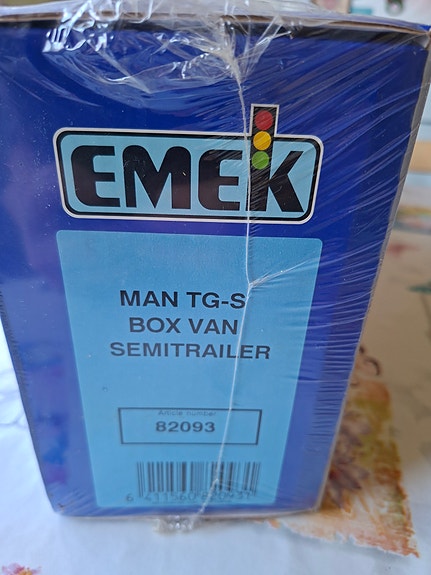 EMEK
MAN TG-S
BOX VAN
SEMITRAILER
Article number
82093